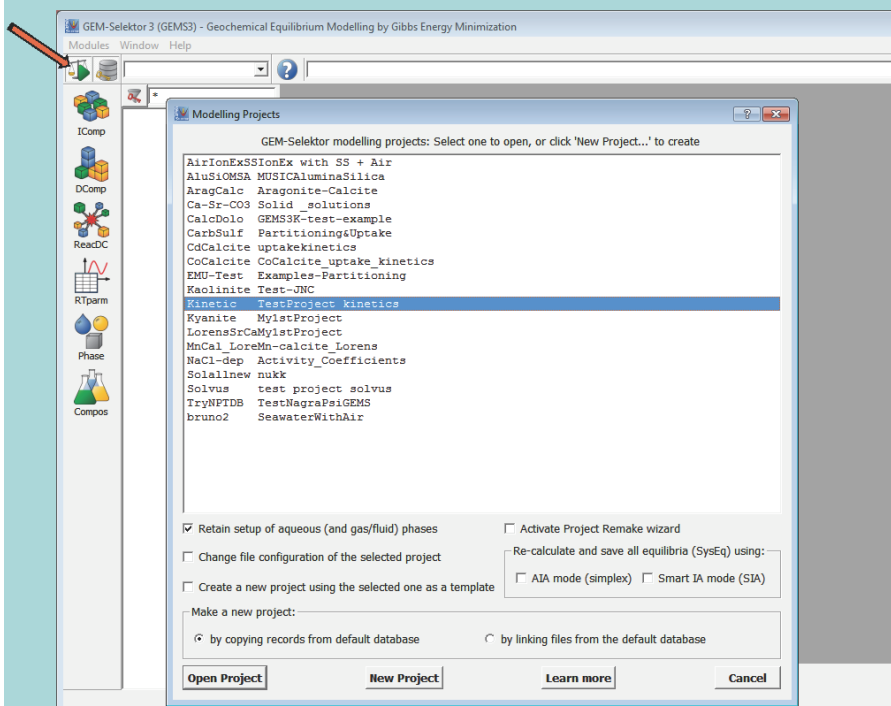 GEM-Selektor 3 (GEMS3) - Geochemical Equilibrium Modelling by Gibbs Energy Minimization
Modules Window Help
*
IComp
DComp
ReacDC
RTparm
Phase
Compos
Modelling Projects
GEM-Selektor modelling projects: Select one to open, or click 'New Project...' to create
AirIonExSSIonEx with SS + Air
AluSiOMSA MUSICAluminaSilica
AragCalc Aragonite-Calcite
Ca-Sr-CO3 Solid _solutions
CalcDolo GEMS3K-test-example
CarbSulf Partitioning&Uptake
CdCalcite uptakekinetics
CoCalcite CoCalcite_uptake_kinetics
EMU-Test Examples-Partitioning
Kaolinite Test-JNC
Kinetic TestProject_kinetics
Kyanite My1stProject
LorensSrCaMy1stProject
MnCal_LoreMn-calcite_Lorens
NaCl-dep Activity_Coefficients
Solallnew nukk
Solvus test project solvus
TryNPTDB TestNagraPsiGEMS
bruno2 SeawaterWithAir
Retain setup of aqueous (and gas/fluid) phases
Activate Project Remake wizard
Change file configuration of the selected project
Re-calculate and save all equilibria (SysEq) using:
Create a new project using the selected one as a template
AIA mode (simplex) Smart IA mode (SIA)
Make a new project:
by copying records from default database
by linking files from the default database
Open Project New Project Learn more Cancel